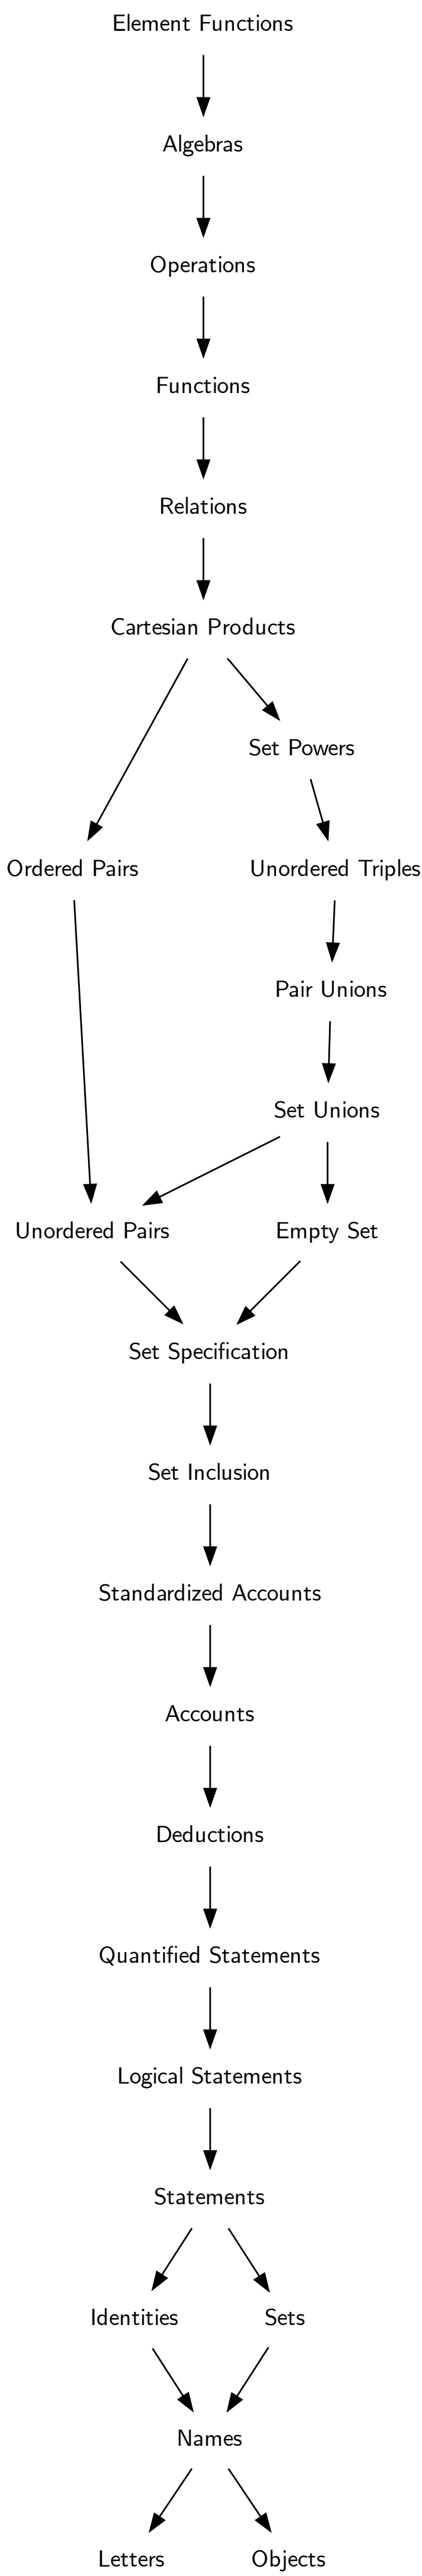 Element Functions
Algebras
Operations
Functions
Relations
Cartesian Products
Set Powers
Ordered Pairs
Unordered Triples
Pair Unions
Set Unions
Unordered Pairs
Empty Set
Set Specification
Set Inclusion
Standardized Accounts
Accounts
Deductions
Quantified Statements
Logical Statements
Statements
Identities
Sets
Names
Letters
Objects